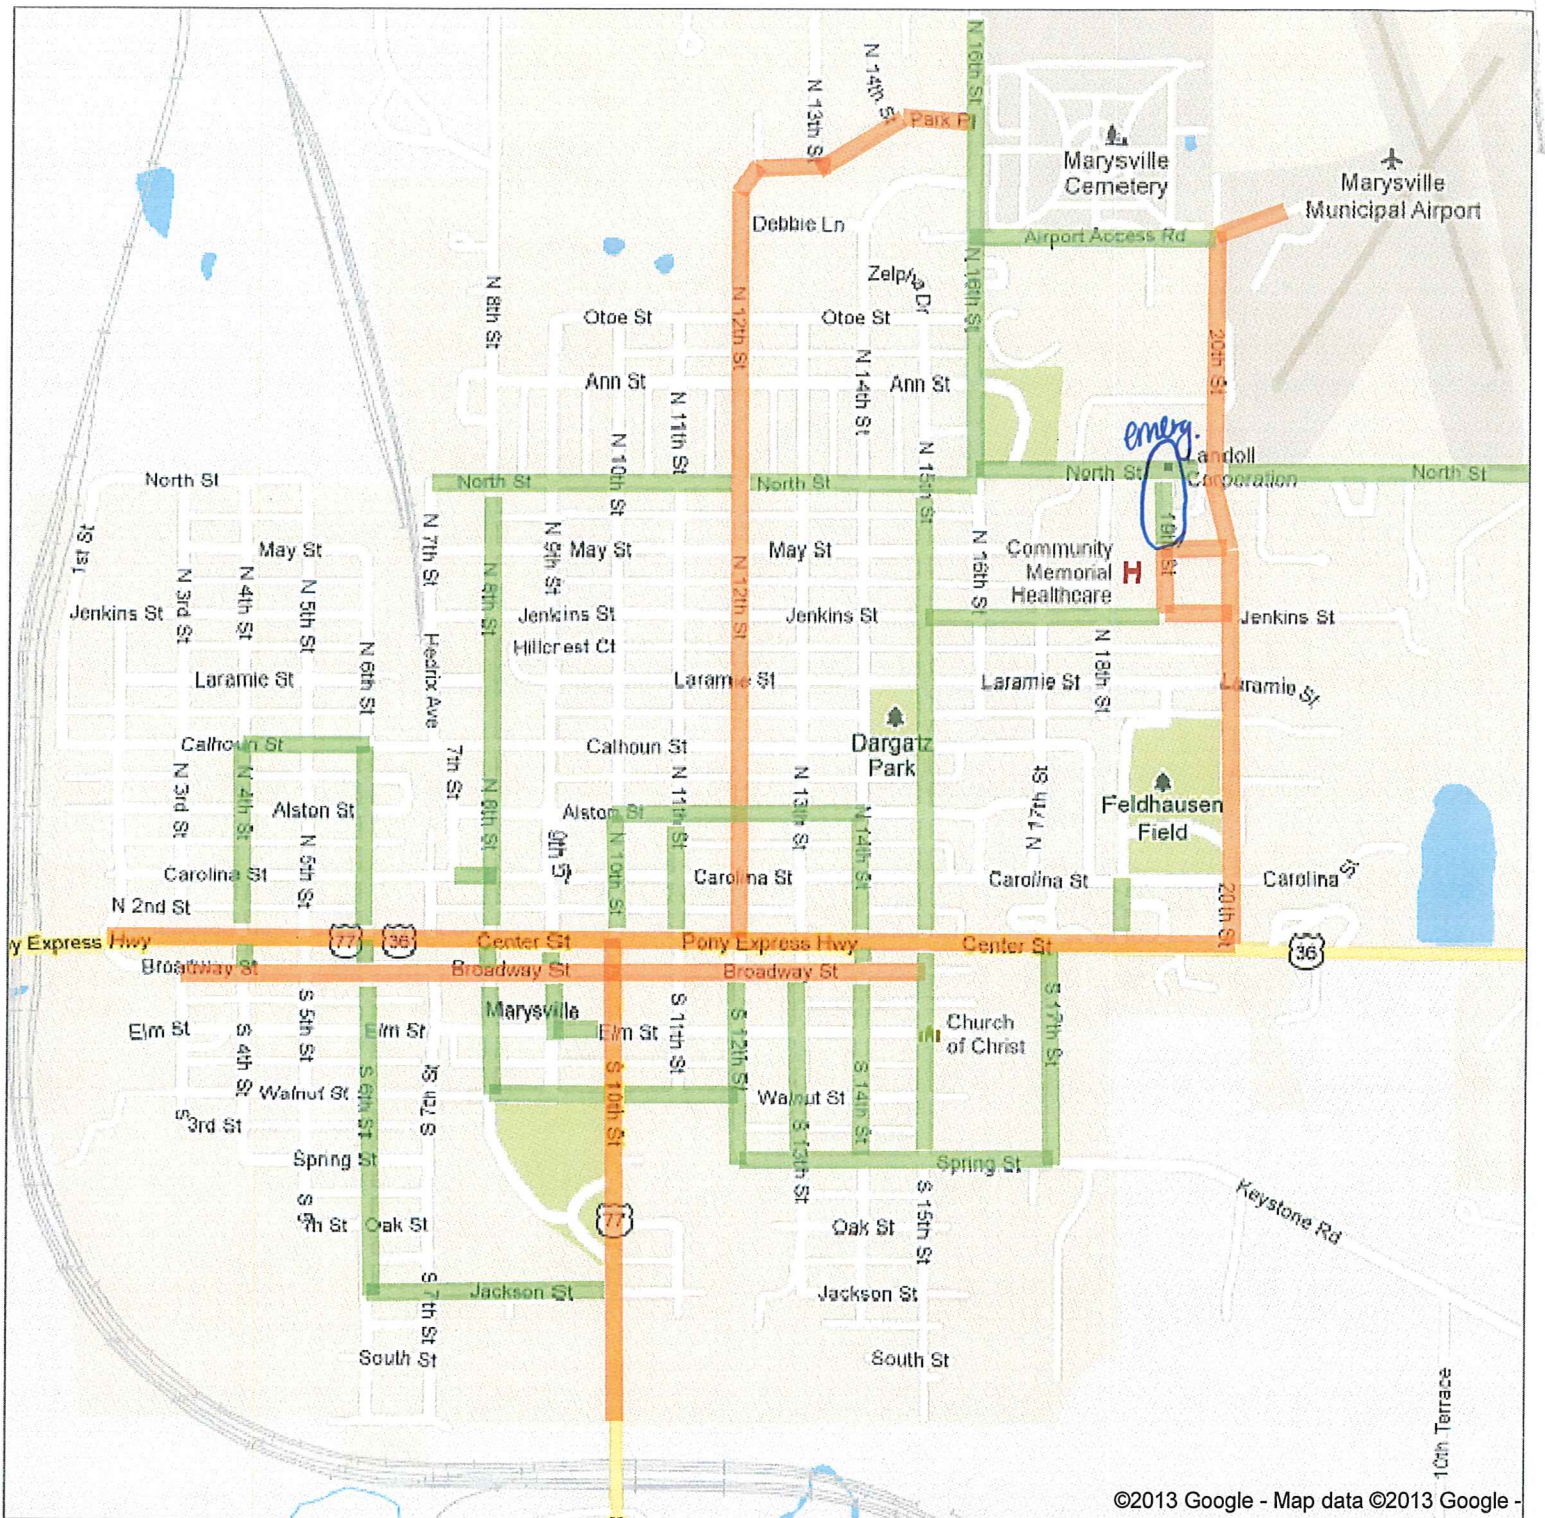 N 16th St
N 14th S
N 13th St
Park Pl
Marysville
Cemetery
Marysville
Municipal Airport
Debbie Ln
Airport Access Rd
N 8th St
N 12th St
N 16th St
Otoe St
Otoe St
20th St
Ann St
N 14th St
Ann St
N 11th St
emerg.
N 10th St
N 15th St
Landoll
Corporation
North St
North St
North St
North St
North St
1st St
N 7th St
N 9th St
May St
May St
May St
N 12th St
N 16th St
19th St
Community
Memorial
Healthcare
H
N 3rd St
N 4th St
N 5th St
N 8th St
Jenkins St
Jenkins St
Jenkins St
Jenkins St
Hillcrest Ct
N 6th St
Hedrix Ave
N 18th St
Laramie St
Laramie St
Laramie St
Laramie St
Calhoun St
Calhoun St
Dargatz
Park
7th St
N 3rd St
N 4th St
N 8th St
N 11th St
N 13th St
N 17th St
Alston St
Alston St
Feldhausen
Field
N 5th St
9th St
N 10th St
N 14th St
Carolina St
Carolina St
Carolina St
Carolina St
N 2nd St
20th St
y Express Hwy
77
36
Center St
Pony Express Hwy
Center St
36
Broadway St
Broadway St
Broadway St
Marysville
S 5th St
S 11th St
S 12th St
S 17th St
Elm St
Elm St
Elm St
Church
of Christ
S 4th St
S 6th St
S 7th St
S 10th St
S 14th St
Walnut St
Walnut St
S 3rd St
S 13th St
Spring St
Spring St
S 15th St
Keystone Rd
7th St
Oak St
77
Oak St
Jackson St
Jackson St
S 7th St
South St
South St
10th Terrace
©2013 Google - Map data ©2013 Google -